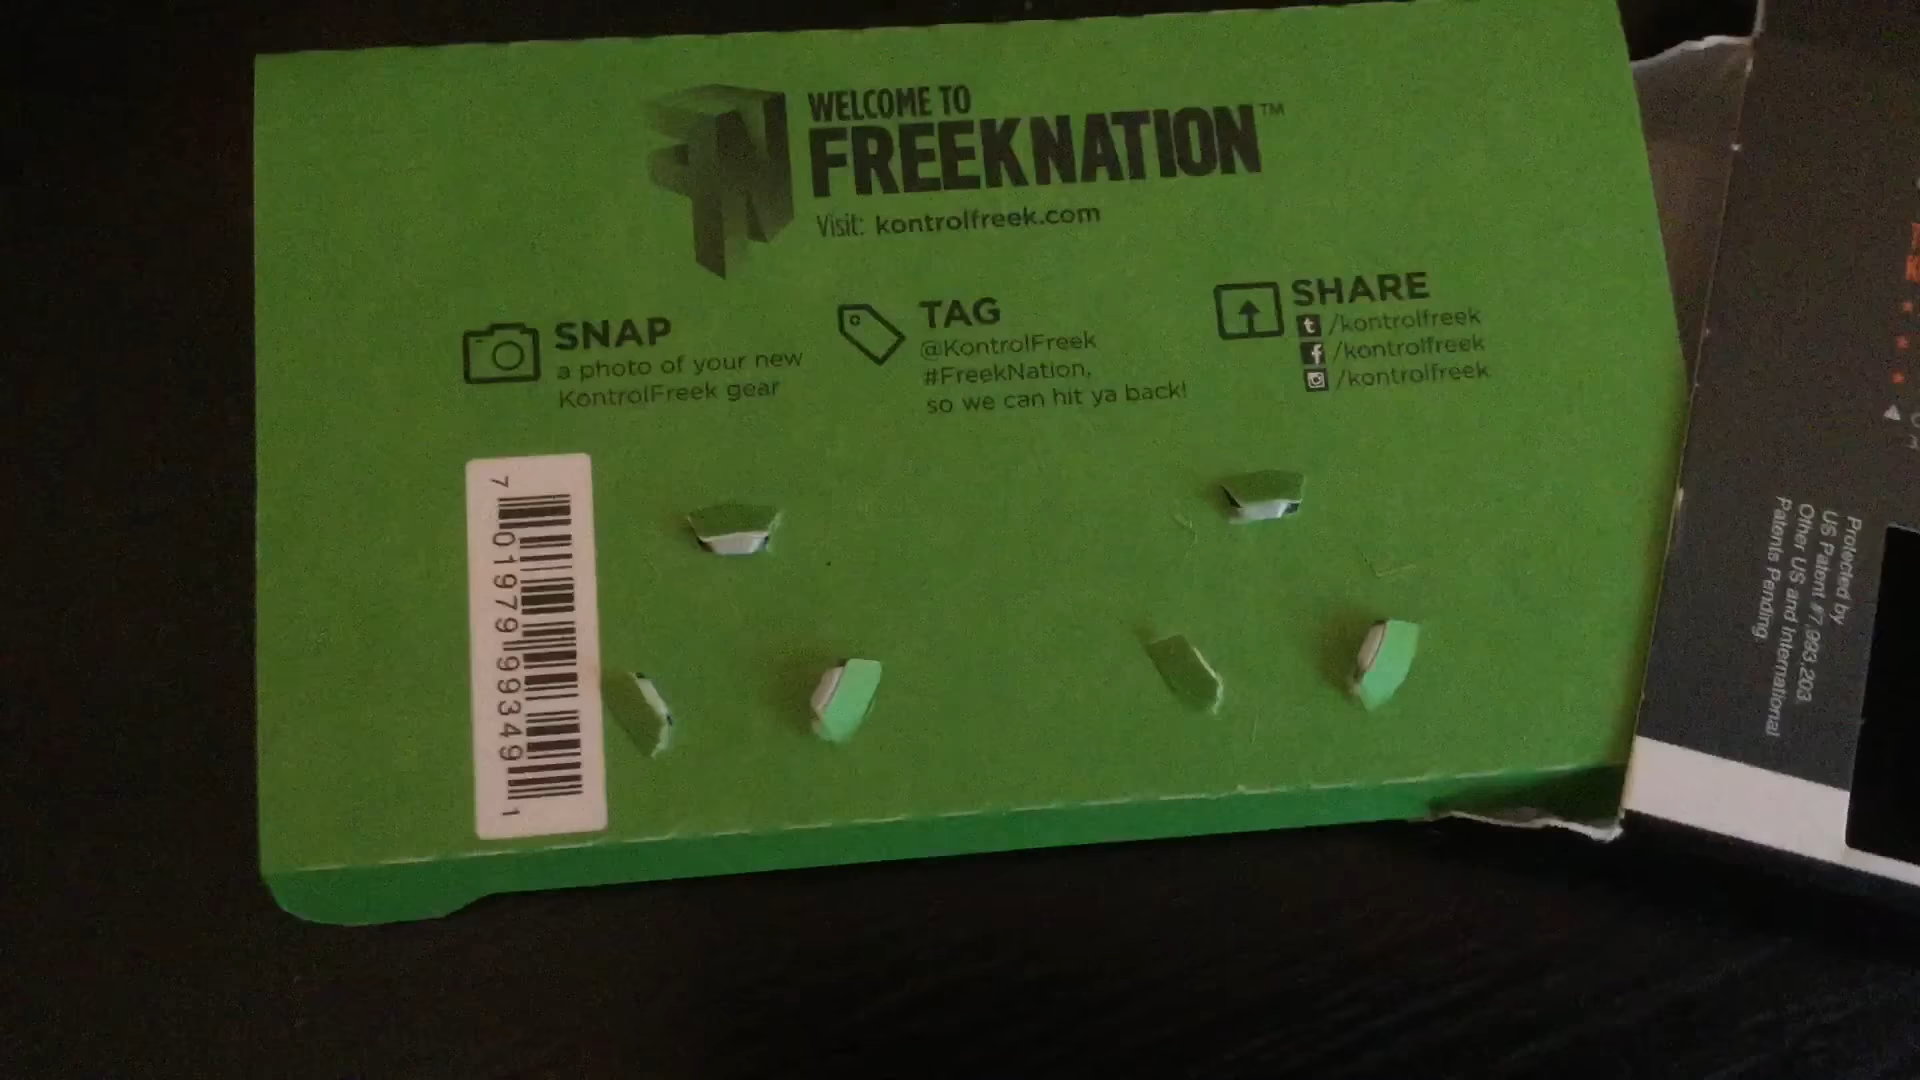 WELCOME TO
FREEKNATION™
Visit: kontrolfreek.com
SNAP
a photo of your new
KontrolFreek gear
TAG
@KontrolFreek
#FreekNation,
so we can hit ya back!
SHARE
t /kontrolfreek
f /kontrolfreek
/kontrolfreek
7 01979 99349 1
Protected by
US Patent #7,993,203
Other US and International
Patents Pending